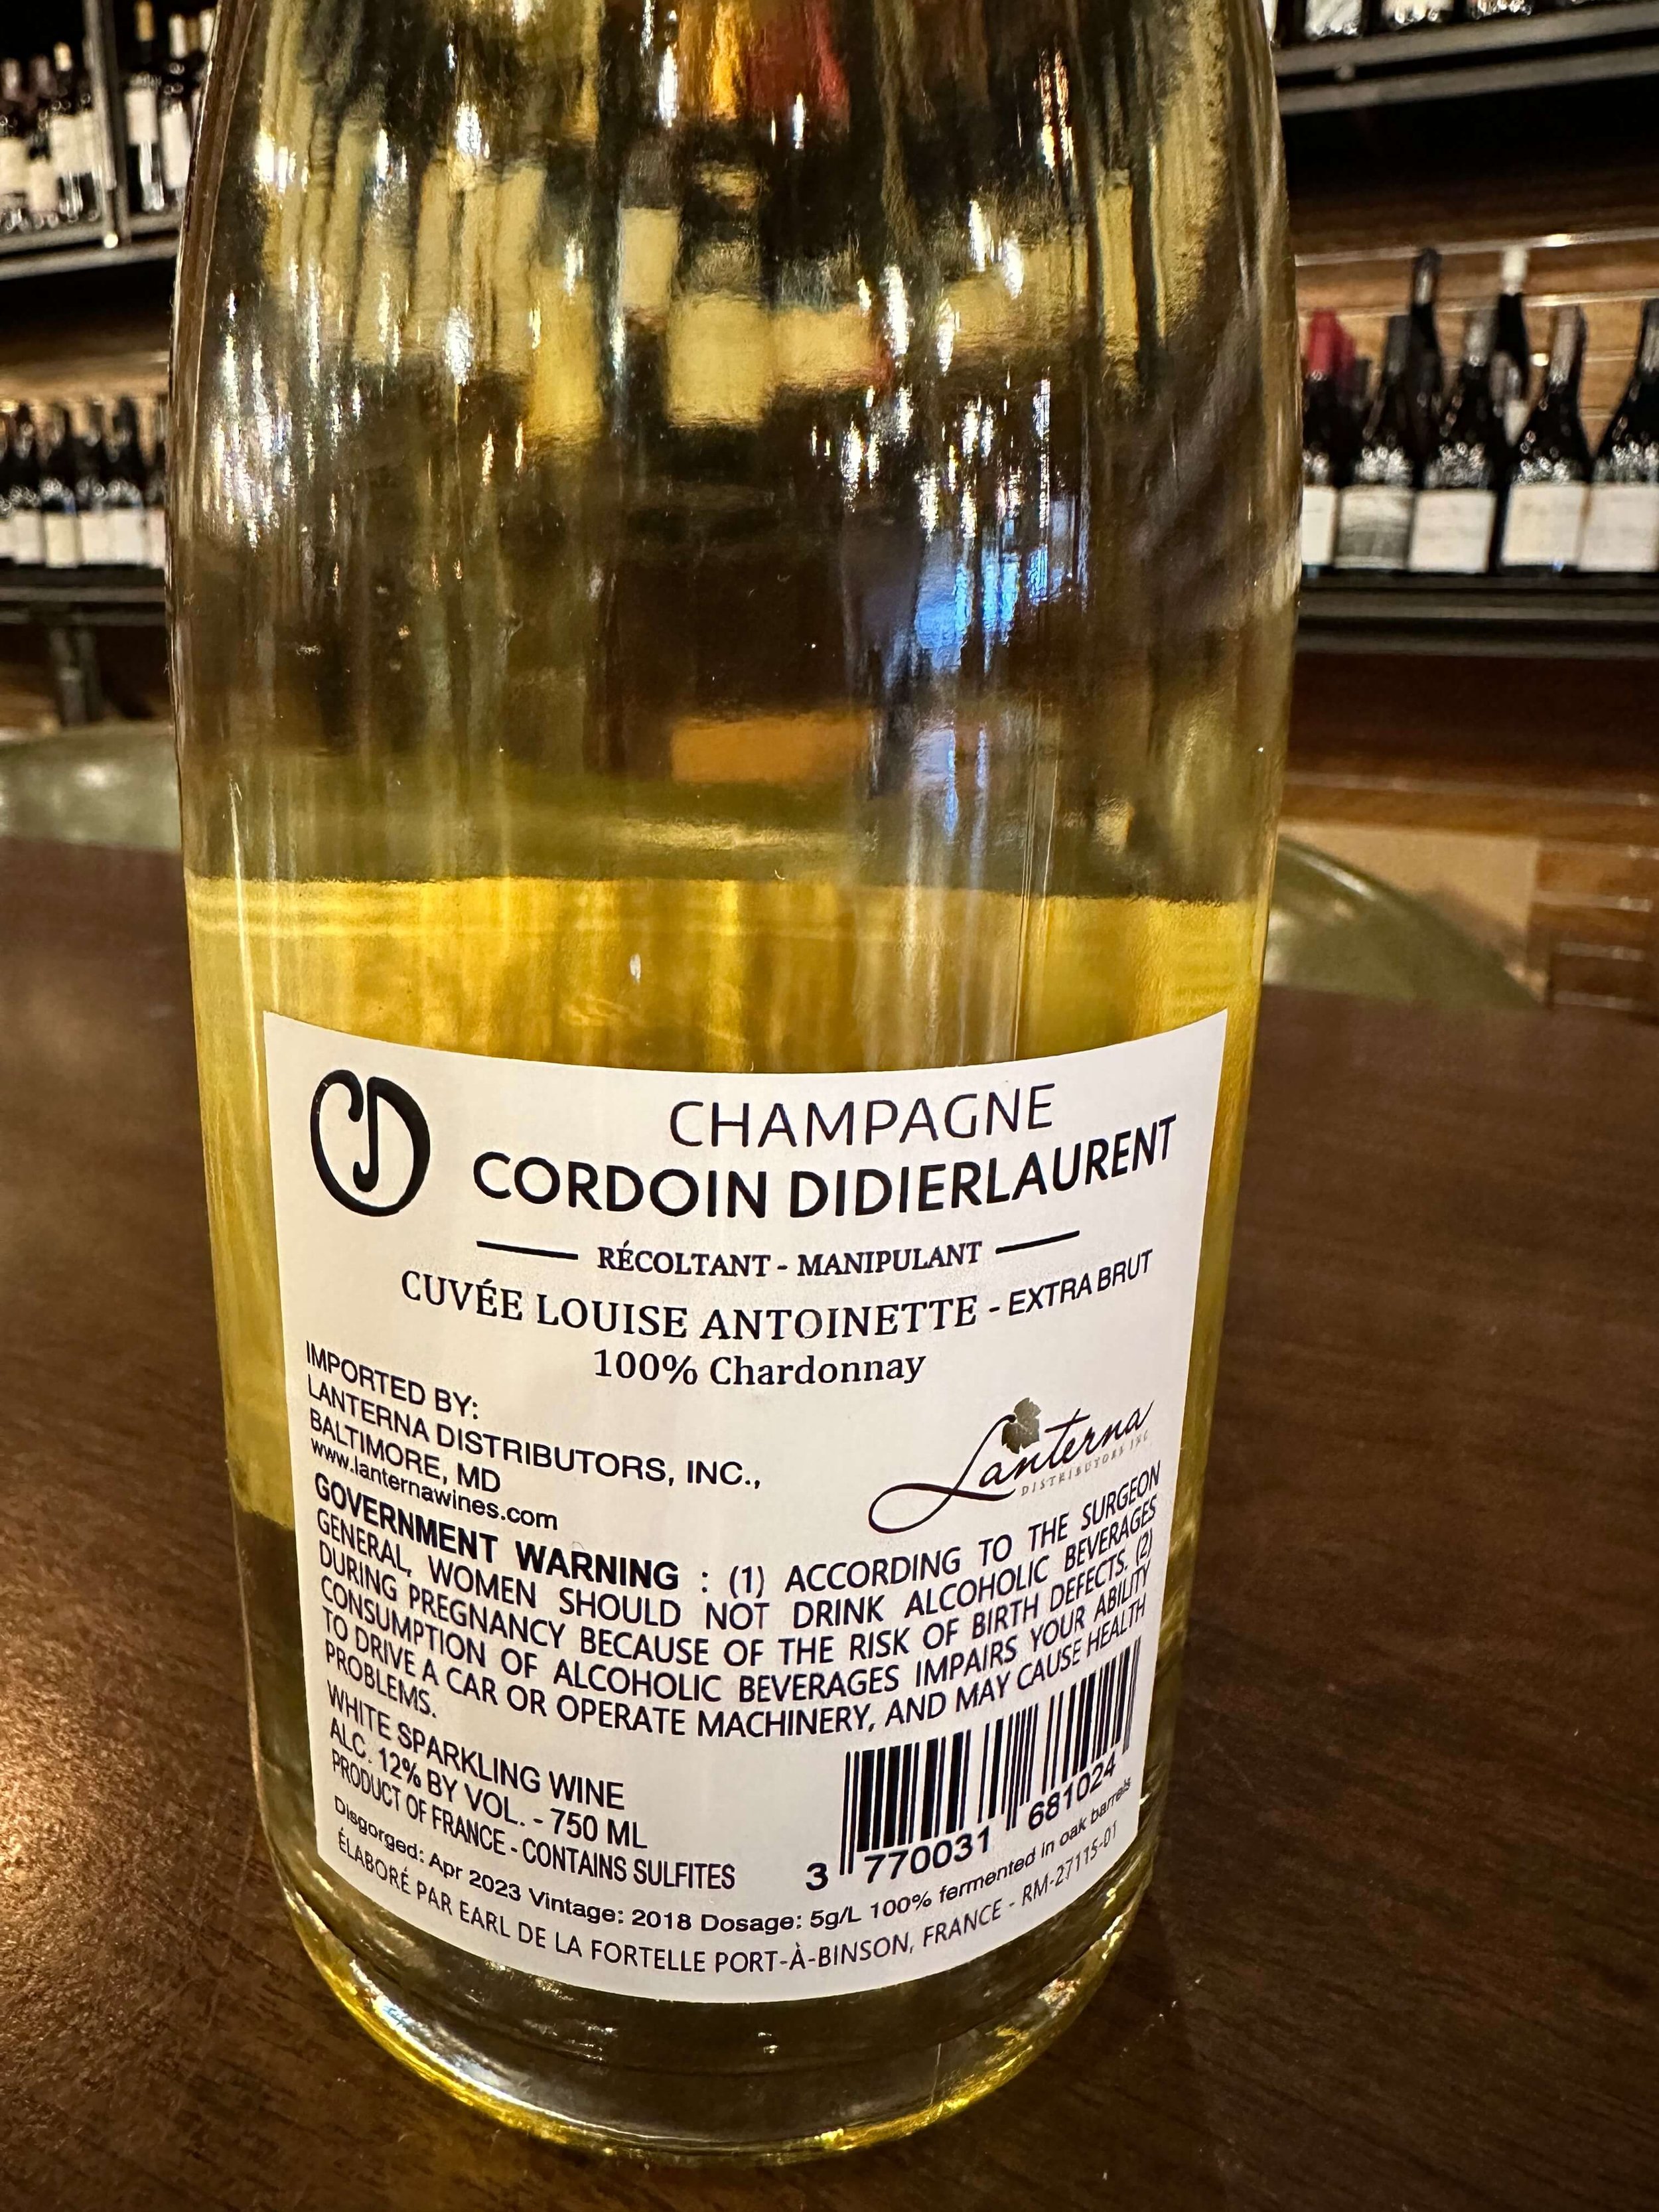 CD
CHAMPAGNE
CORDOIN DIDIERLAURENT
RÉCOLTANT - MANIPULANT
CUVÉE LOUISE ANTOINETTE - EXTRA BRUT
100% Chardonnay
IMPORTED BY:
LANTERNA DISTRIBUTORS, INC.,
BALTIMORE, MD
www.lanternawines.com
Lanterna
DISTRIBUTORS INC
GOVERNMENT WARNING : (1) ACCORDING TO THE SURGEON
GENERAL, WOMEN SHOULD NOT DRINK ALCOHOLIC BEVERAGES
DURING PREGNANCY BECAUSE OF THE RISK OF BIRTH DEFECTS. (2)
CONSUMPTION OF ALCOHOLIC BEVERAGES IMPAIRS YOUR ABILITY
TO DRIVE A CAR OR OPERATE MACHINERY, AND MAY CAUSE HEALTH
PROBLEMS.
WHITE SPARKLING WINE
ALC. 12% BY VOL. - 750 ML
PRODUCT OF FRANCE - CONTAINS SULFITES
3 770031 681024
Disgorged: Apr 2023 Vintage: 2018 Dosage: 5g/L 100% fermented in oak barrels
ÉLABORÉ PAR EARL DE LA FORTELLE PORT-À-BINSON, FRANCE - RM-27115-01